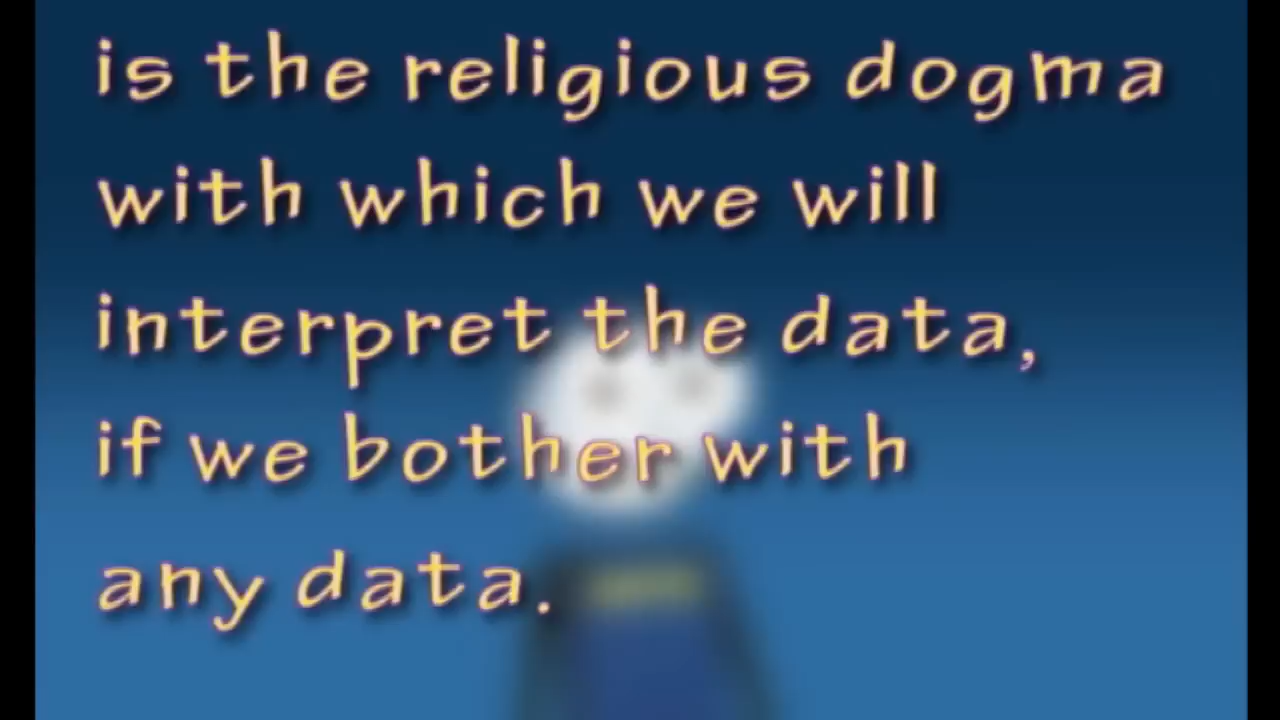 is the religious dogma
with which we will
interpret the data,
if we bother with
any data.